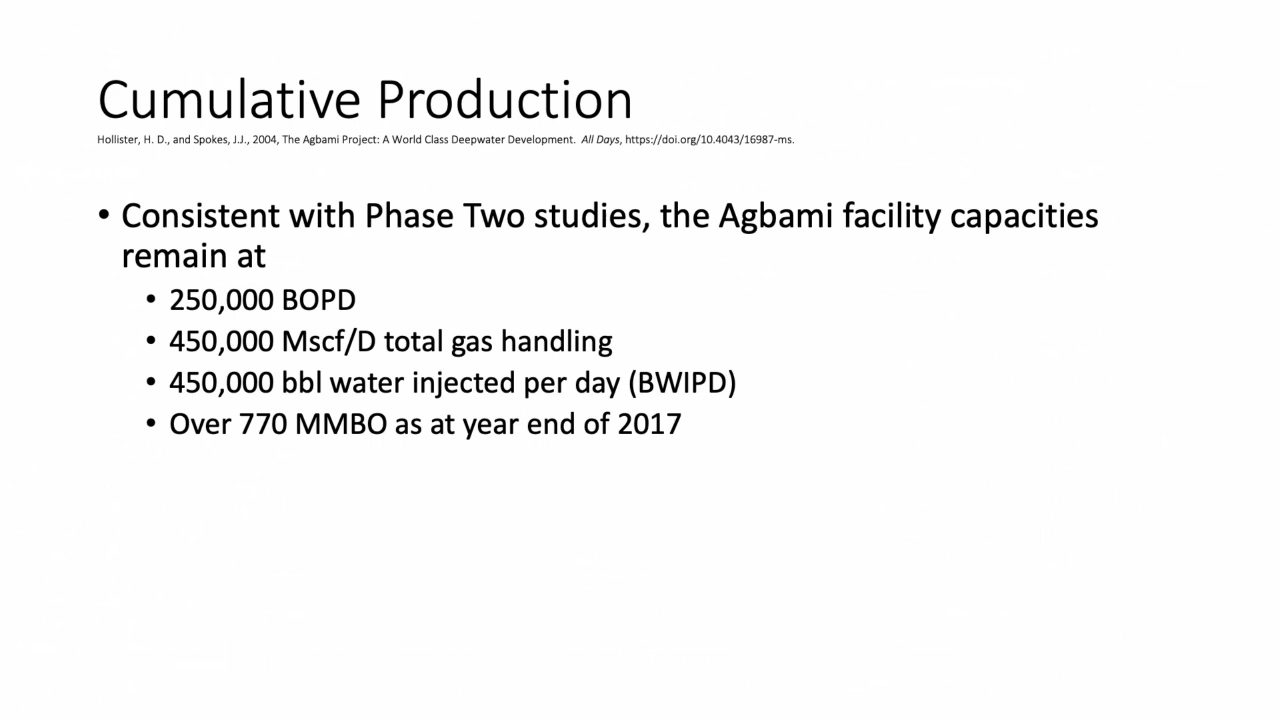 Cumulative Production
Hollister, H. D., and Spokes, J.J., 2004, The Agbami Project: A World Class Deepwater Development. All Days, https://doi.org/10.4043/16987-ms.
• Consistent with Phase Two studies, the Agbami facility capacities
remain at
• 250,000 BOPD
• 450,000 Mscf/D total gas handling
• 450,000 bbl water injected per day (BWIPD)
• Over 770 MMBO as at year end of 2017